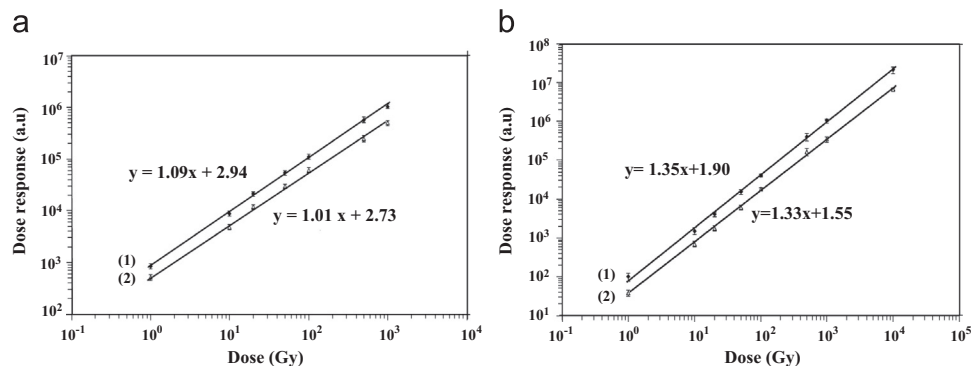 a
10^7
10^6
10^5
10^4
10^3
10^2
Dose response (a.u)
y = 1.09x + 2.94
y = 1.01 x + 2.73
(1)
(2)
10^-1 10^0 10^1 10^2 10^3 10^4
Dose (Gy)
b
10^8
10^7
10^6
10^5
10^4
10^3
10^2
10^1
Dose response (a.u)
y= 1.35x+1.90
y=1.33x+1.55
(1)
(2)
10^-1 10^0 10^1 10^2 10^3 10^4 10^5
Dose (Gy)